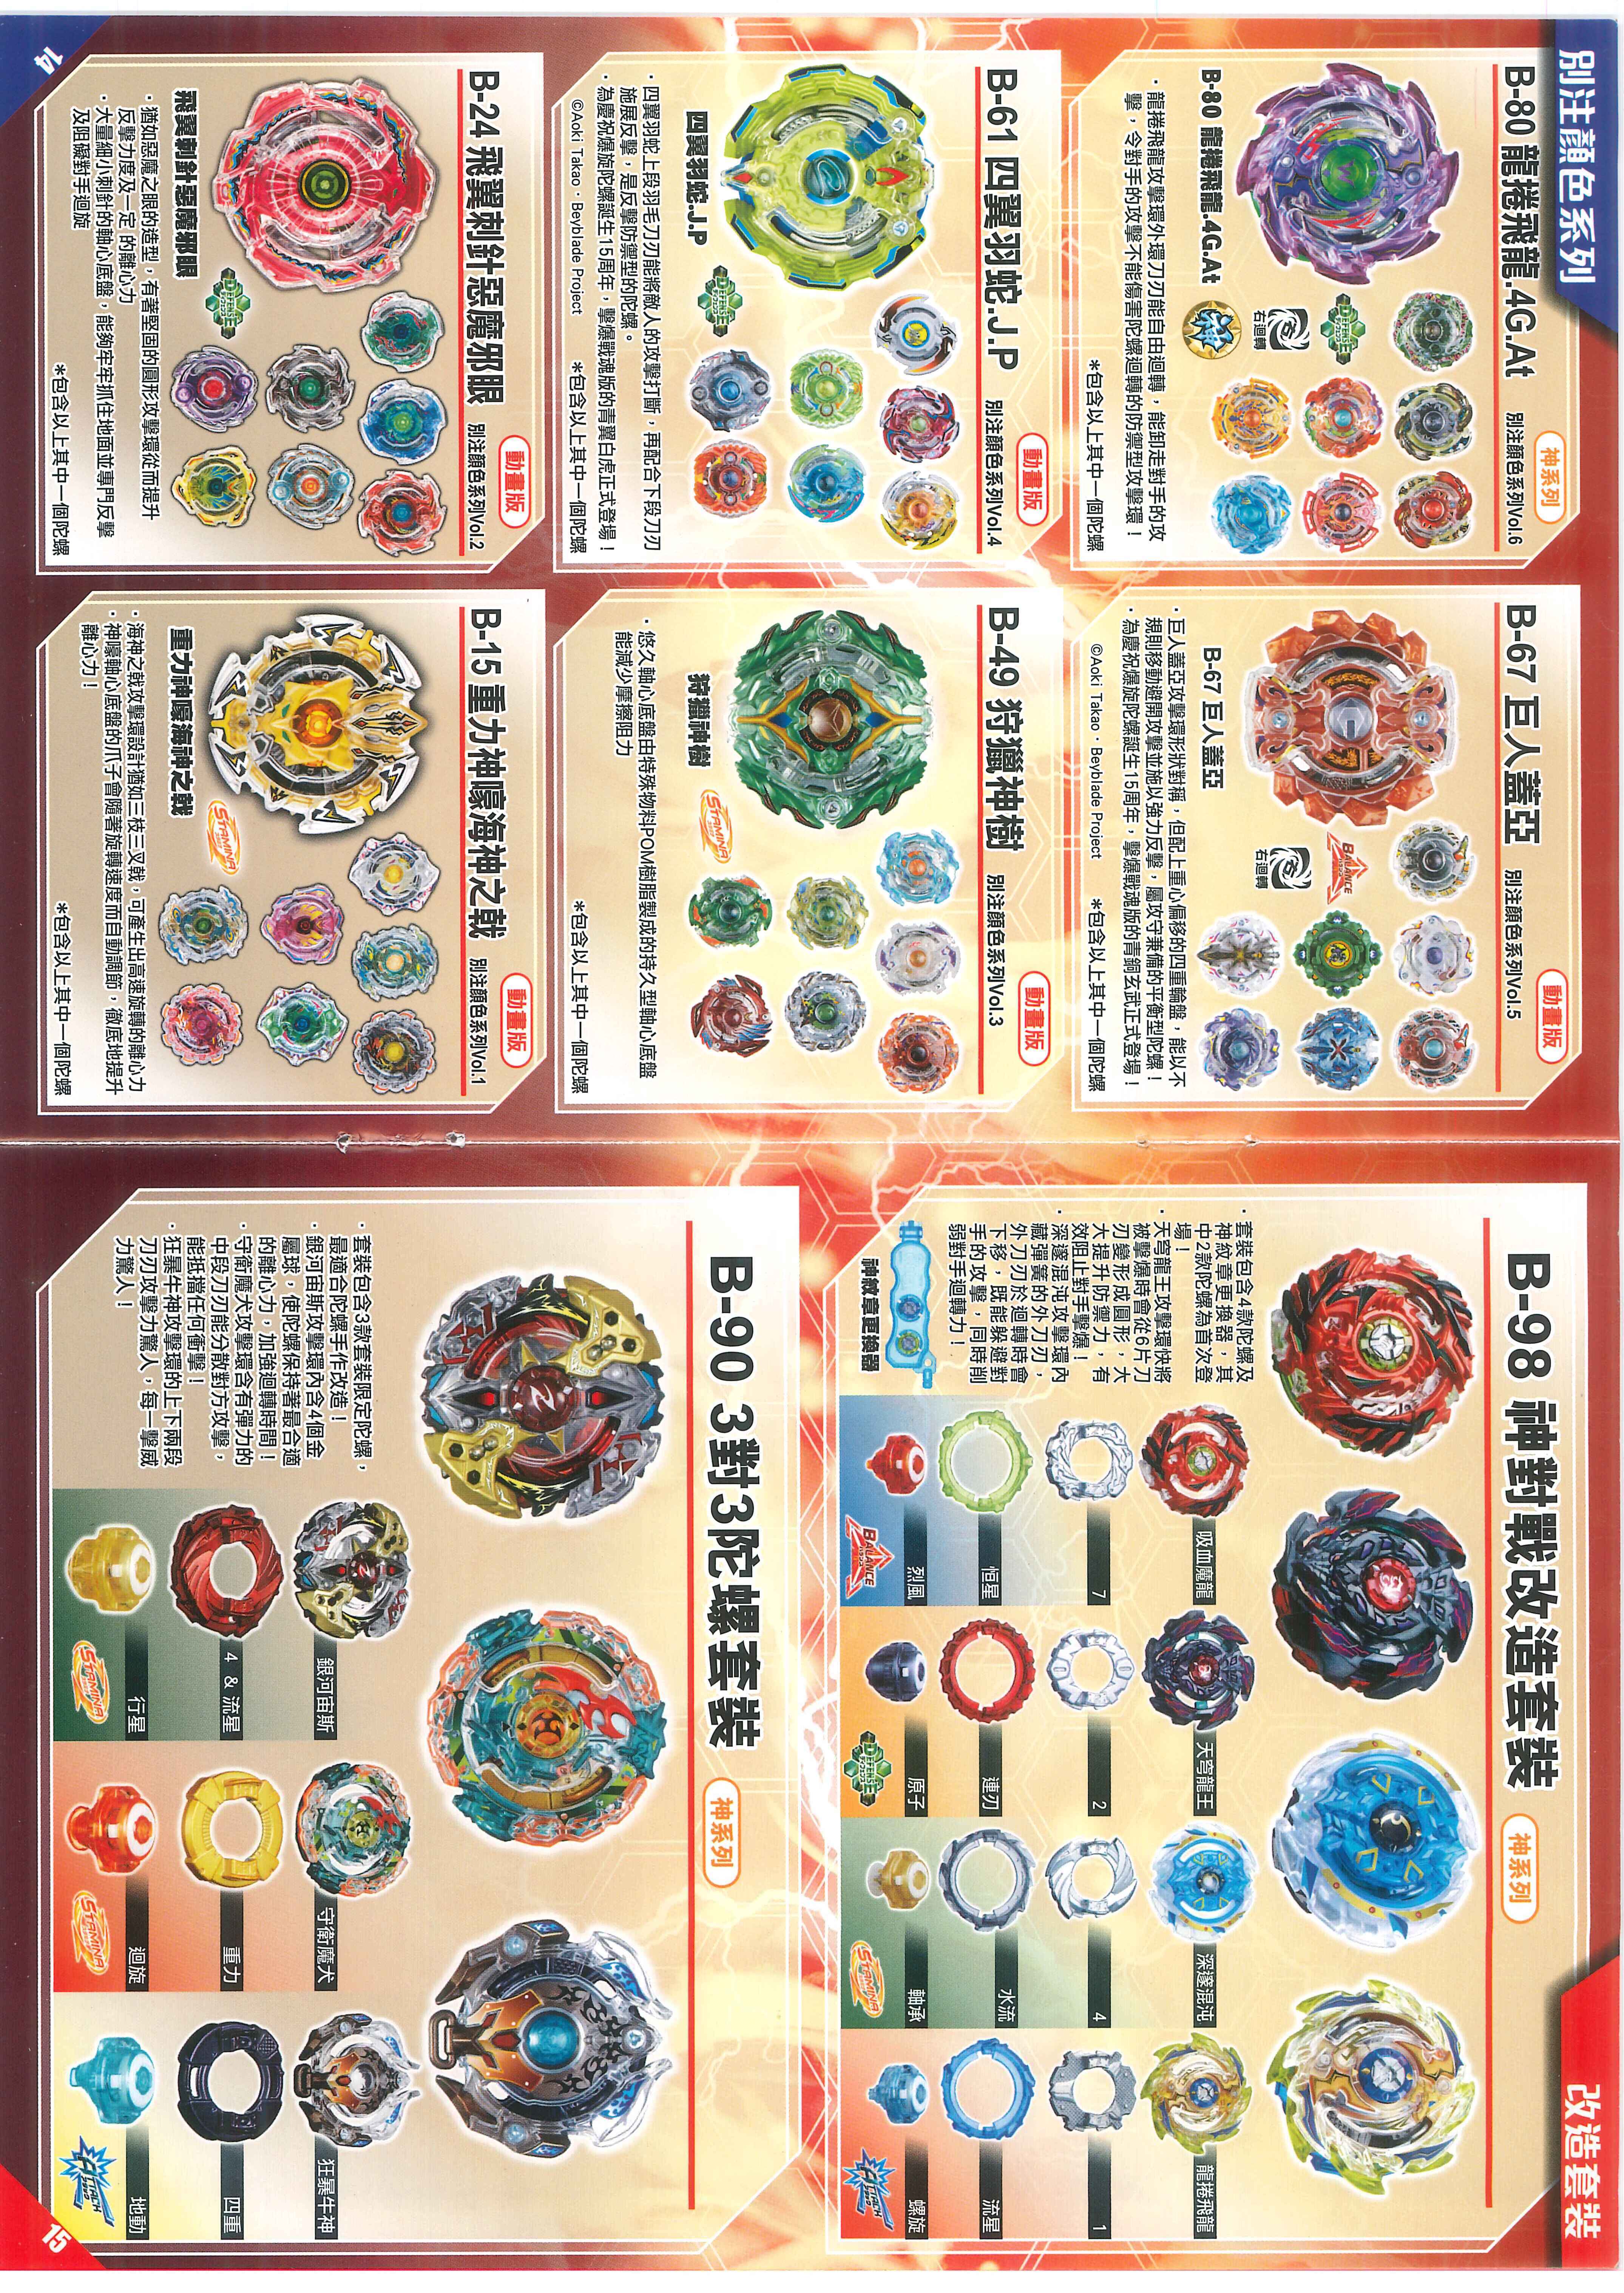 別注顏色系列
神系列
B-80 龍捲飛龍.4G.At 別注顏色系列Vol.6
DEFENSE
ディフェンス
右迴轉
神
B-80 龍捲飛龍.4G.At
·龍捲飛龍攻擊環外環刀刃能自由迴轉，能卸走對手的攻
擊，令對手的攻擊不能傷害陀螺迴轉的防禦型攻擊環！
*包含以上其中一個陀螺
動畫版
B-67 巨人蓋亞 別注顏色系列Vol.5
BALANCE
バランス
右迴轉
B-67 巨人蓋亞
·巨人蓋亞攻擊環形狀對稱，但配上重心偏移的四重輪盤，能以不
規則移動避開攻擊並施以強力反擊，屬攻守兼備的平衡型陀螺！
·為慶祝爆旋陀螺誕生15周年，擊爆戰魂版的青銅玄武正式登場！
©Aoki Takao · Beyblade Project *包含以上其中一個陀螺
動畫版
B-61 四翼羽蛇.J.P 別注顏色系列Vol.4
DEFENSE
ディフェンス
四翼羽蛇.J.P
·四翼羽蛇上段羽毛刀刃能將敵人的攻擊打斷，再配合下段刀刃
施展反擊，是反擊防禦型的陀螺。
·為慶祝爆旋陀螺誕生15周年，擊爆戰魂版的青翼白虎正式登場！
©Aoki Takao · Beyblade Project *包含以上其中一個陀螺
動畫版
B-49 狩獵神樹 別注顏色系列Vol.3
STAMINA
狩獵神樹
·悠久軸心底盤由特殊物料POM樹脂製成的持久型軸心底盤
能減少摩擦阻力
*包含以上其中一個陀螺
動畫版
B-24 飛翼刺針惡魔邪眼 別注顏色系列Vol.2
DEFENSE
ディフェンス
飛翼刺針惡魔邪眼
·猶如惡魔之眼的造型，有著堅固的圓形攻擊環從而提升
反擊力度及一定 的離心力
·大量細小刺針的軸心底盤，能夠牢牢抓住地面並專門反擊
及阻礙對手迴旋
*包含以上其中一個陀螺
動畫版
B-15 重力神嚎海神之戟 別注顏色系列Vol.1
STAMINA
重力神嚎海神之戟
·海神之戟攻擊環設計猶如三枝三叉戟，可產生出高速旋轉的離心力
·神嚎軸心底盤的爪子會隨著旋轉速度而自動調節，徹底地提升
離心力！
*包含以上其中一個陀螺
14
改造套裝
B-98 神對戰改造套裝 神系列
·套裝包含4款陀螺及
神紋章更換器，其
中2款陀螺為首次登
場！
·天穹龍王攻擊環快將
被擊爆時會從6片刀
刃變形成圓形，大
大提升防禦力，有
效阻止對手擊爆！
·深邃混沌攻擊環內
藏彈簧的外刀刃，
外刀刃於迴轉時會
下移，既能躲避對
手的攻擊，同時削
弱對手迴轉力！
神紋章更換器
吸血魔龍 天穹龍王 深邃混沌 龍捲飛龍
7 2 4 1
恒星 連刃 水流 流星
烈風 原子 軸承 螺旋
BALANCE バランス DEFENSE ディフェンス STAMINA ATTACK
B-90 3對3陀螺套裝 神系列
·套裝包含3款套裝限定陀螺，
最適合陀螺手作改造！
·銀河宙斯攻擊環內含4個金
屬球，使陀螺保持著最合適
的離心力，加強迴轉時間！
·守衛魔犬攻擊環含有彈力的
中段刀刃能分散對方攻擊，
能抵擋任何衝擊！
·狂暴牛神攻擊環的上下兩段
刀刃攻擊力驚人，每一擊威
力驚人！
銀河宙斯 守衛魔犬 狂暴牛神
4 & 流星 重力 四重
行星 迴旋 地動
STAMINA STAMINA ATTACK
15